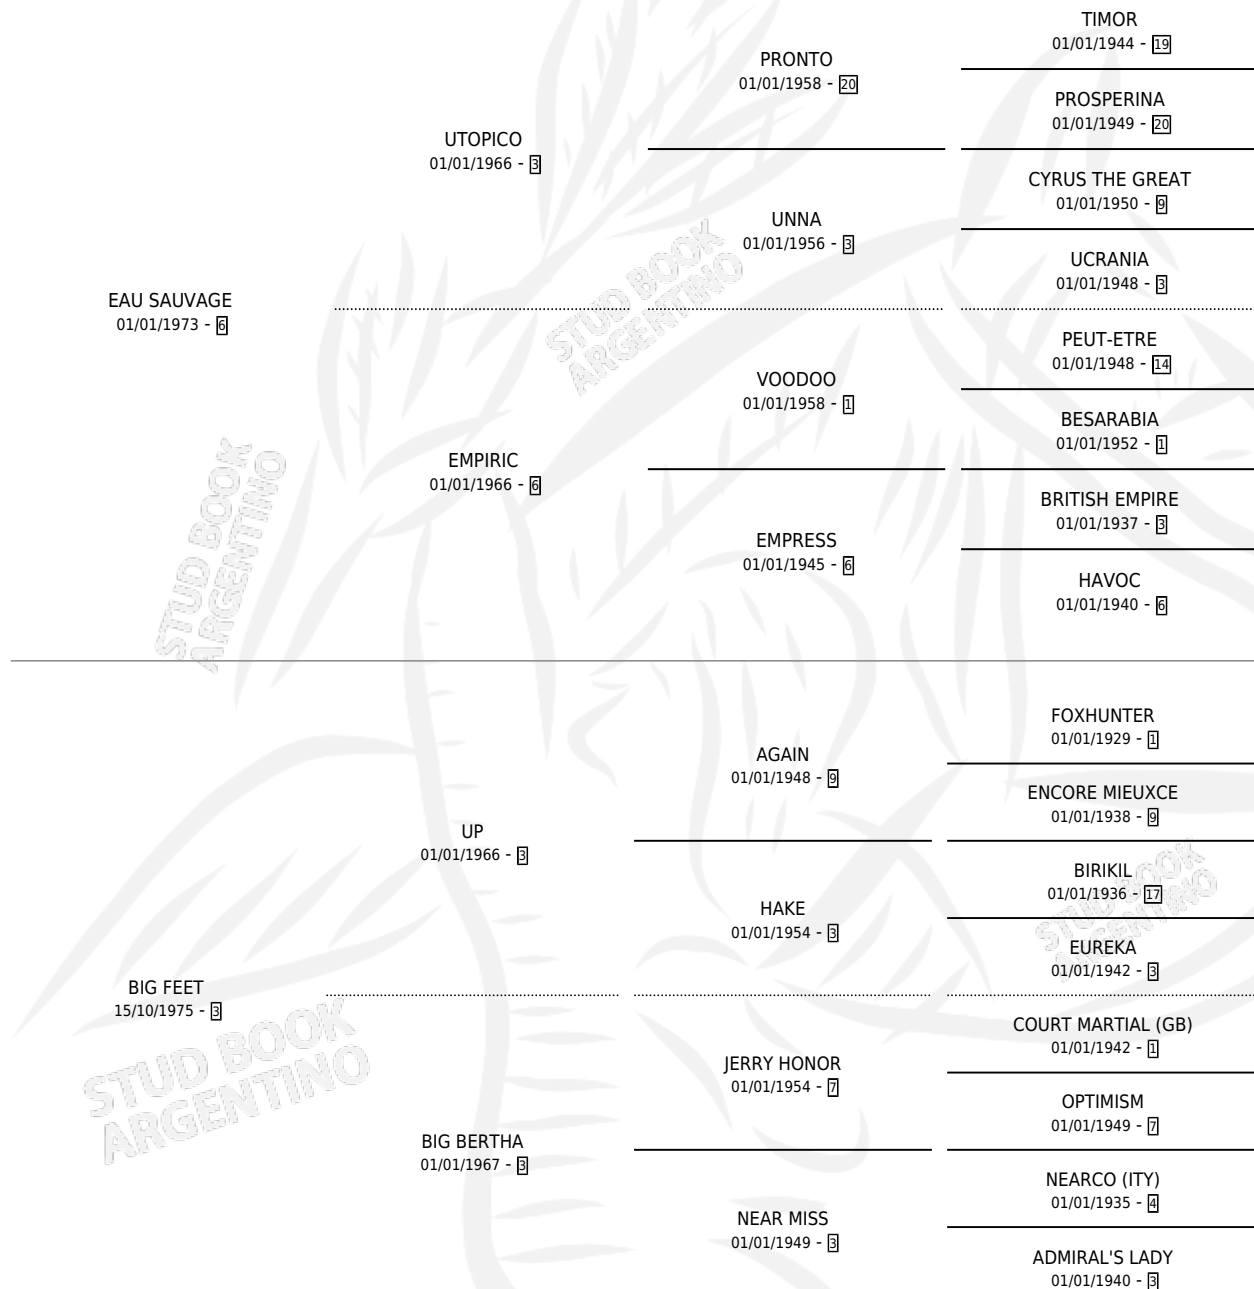 TIMOR
01/01/1944 - 19
PRONTO
01/01/1958 - 20
PROSPERINA
01/01/1949 - 20
UTOPICO
01/01/1966 - 3
CYRUS THE GREAT
01/01/1950 - 9
UNNA
01/01/1956 - 3
UCRANIA
01/01/1948 - 3
EAU SAUVAGE
01/01/1973 - 6
PEUT-ETRE
01/01/1948 - 14
VOODOO
01/01/1958 - 1
BESARABIA
01/01/1952 - 1
EMPIRIC
01/01/1966 - 6
BRITISH EMPIRE
01/01/1937 - 3
EMPRESS
01/01/1945 - 6
HAVOC
01/01/1940 - 6
STUD BOOK
ARGENTINO
STUD BOOK
ARGENTINO
FOXHUNTER
01/01/1929 - 1
AGAIN
01/01/1948 - 9
ENCORE MIEUXCE
01/01/1938 - 9
UP
01/01/1966 - 3
BIRIKIL
01/01/1936 - 17
HAKE
01/01/1954 - 3
EUREKA
01/01/1942 - 3
BIG FEET
15/10/1975 - 3
COURT MARTIAL (GB)
01/01/1942 - 1
JERRY HONOR
01/01/1954 - 7
OPTIMISM
01/01/1949 - 7
BIG BERTHA
01/01/1967 - 3
NEARCO (ITY)
01/01/1935 - 4
NEAR MISS
01/01/1949 - 3
ADMIRAL'S LADY
01/01/1940 - 3
STUD BOOK
ARGENTINO
STUD BOOK
ARGENTINO